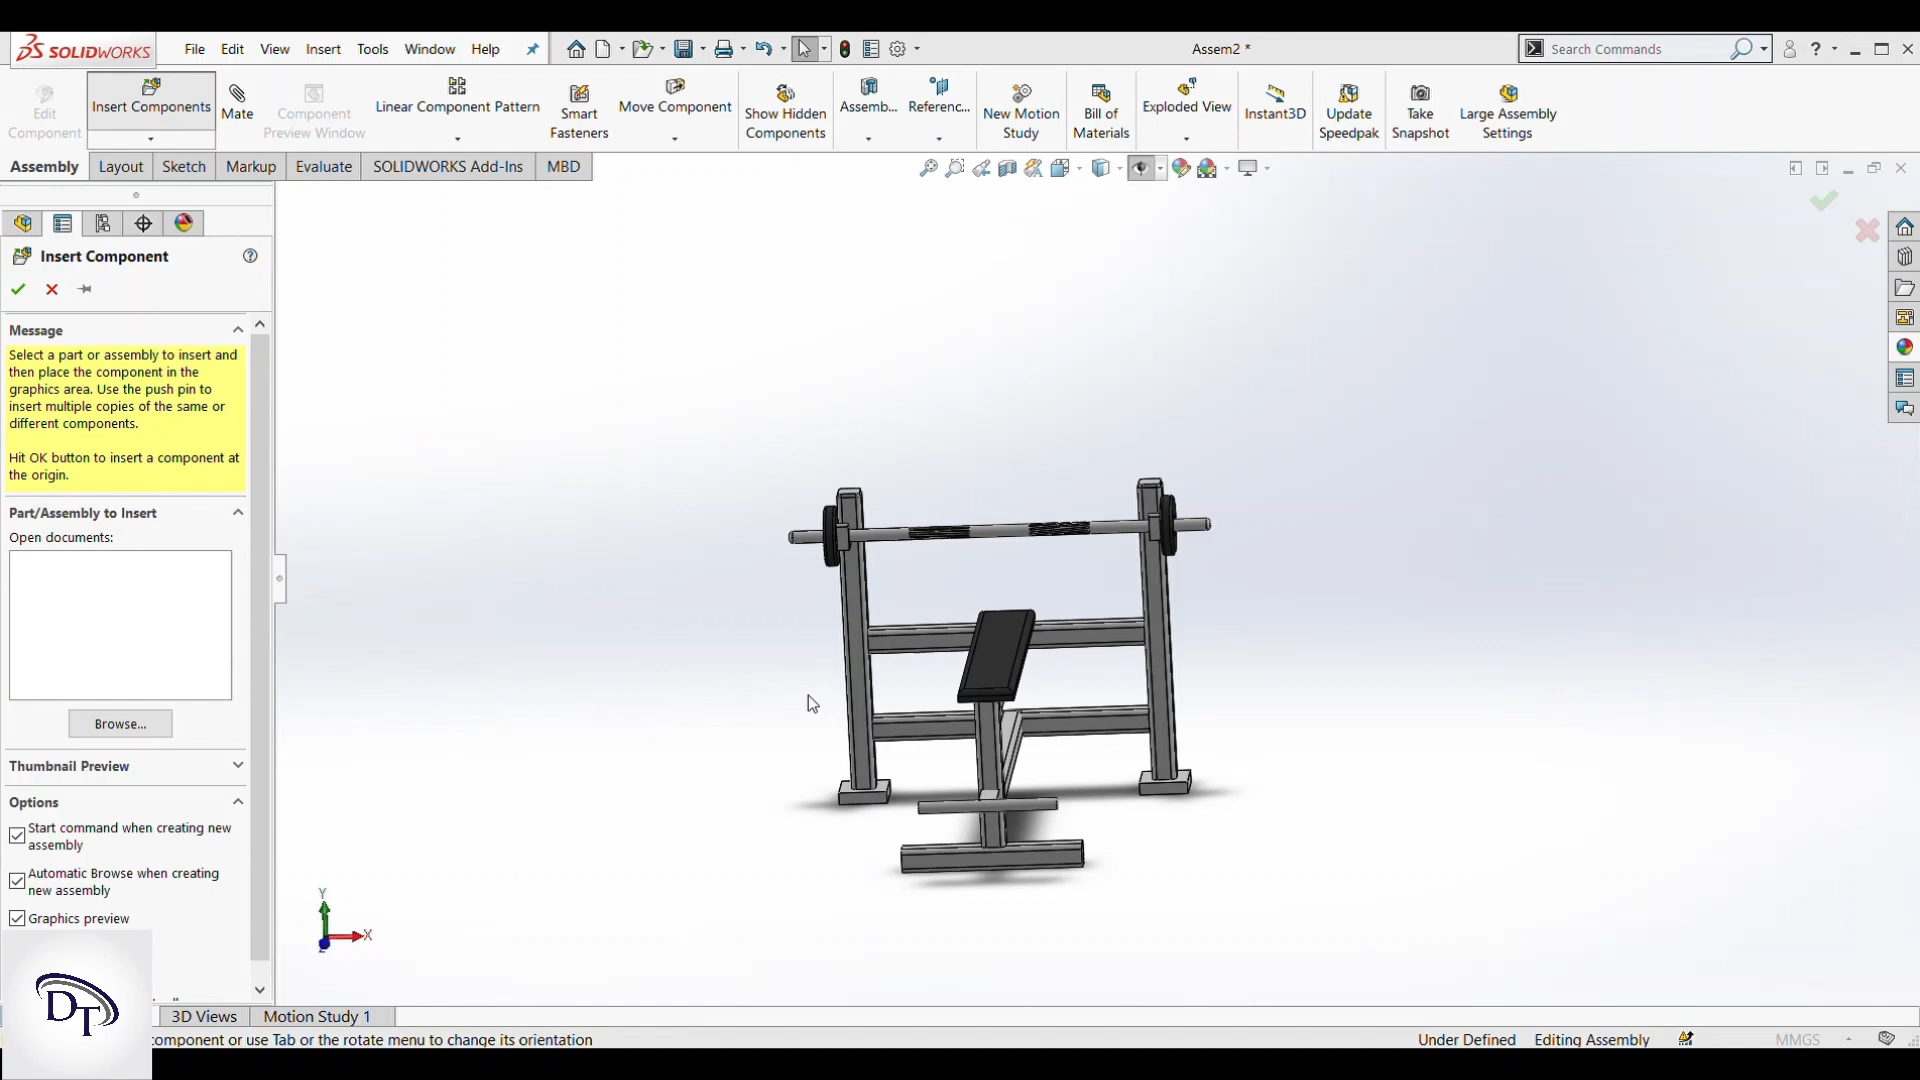 SOLIDWORKS
File Edit View Insert Tools Window Help
Assem2 *
Search Commands
Edit Component
Insert Components
Mate
Component Preview Window
Linear Component Pattern
Smart Fasteners
Move Component
Show Hidden Components
Assemb...
Referenc...
New Motion Study
Bill of Materials
Exploded View
Instant3D
Update Speedpak
Take Snapshot
Large Assembly Settings
Assembly Layout Sketch Markup Evaluate SOLIDWORKS Add-Ins MBD
Insert Component
Message
Select a part or assembly to insert and
then place the component in the
graphics area. Use the push pin to
insert multiple copies of the same or
different components.
Hit OK button to insert a component at
the origin.
Part/Assembly to Insert
Open documents:
Browse...
Thumbnail Preview
Options
Start command when creating new
assembly
Automatic Browse when creating
new assembly
Graphics preview
Y
X
DT
3D Views Motion Study 1
component or use Tab or the rotate menu to change its orientation
Under Defined Editing Assembly MMGS